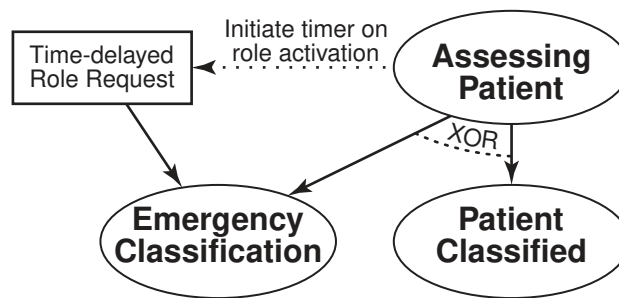 Initiate timer on
role activation
Time-delayed
Role Request
Assessing
Patient
XOR
Emergency
Classification
Patient
Classified